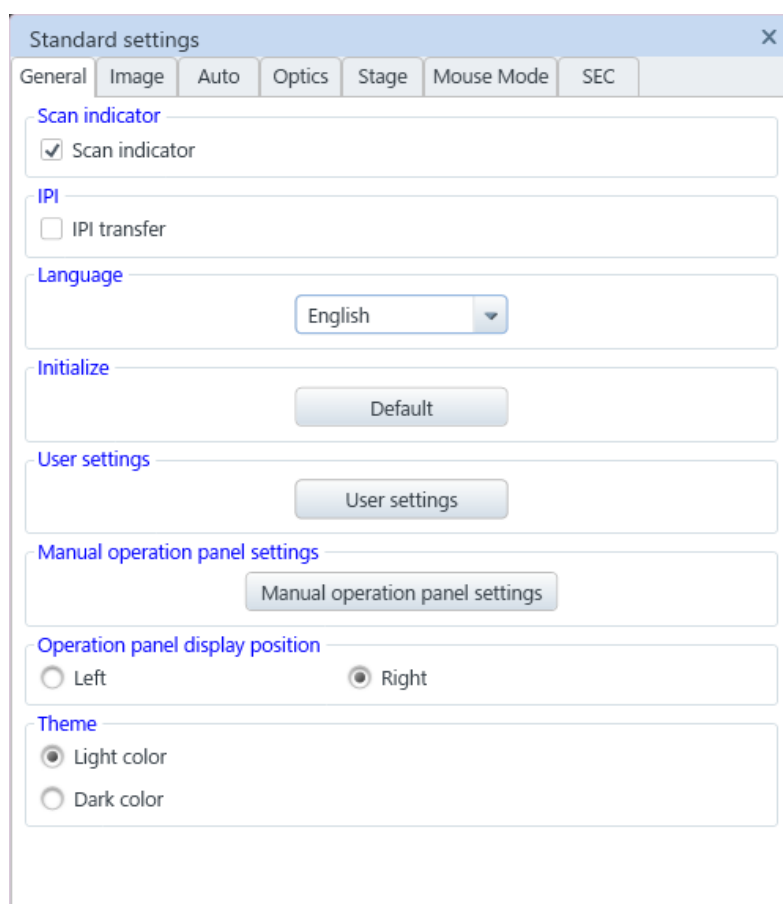 Standard settings
General Image Auto Optics Stage Mouse Mode SEC
Scan indicator
Scan indicator
IPI
IPI transfer
Language
English
Initialize
Default
User settings
User settings
Manual operation panel settings
Manual operation panel settings
Operation panel display position
Left Right
Theme
Light color
Dark color